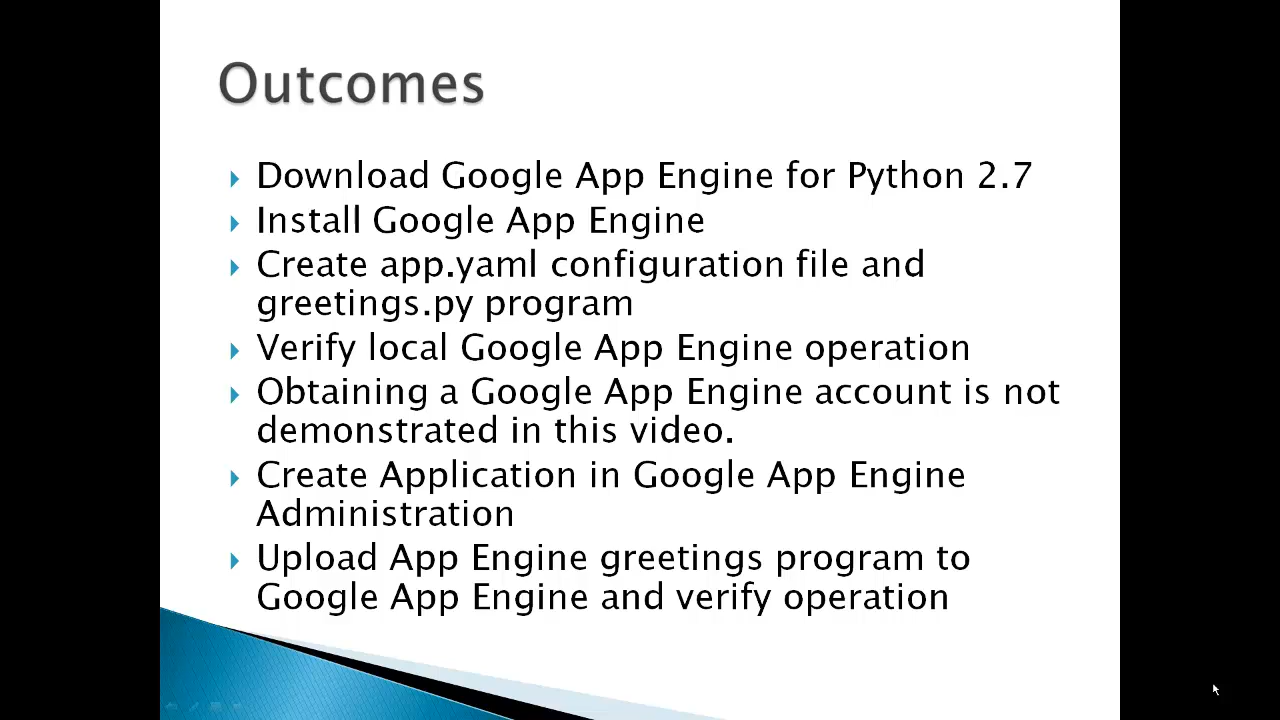 Outcomes
Download Google App Engine for Python 2.7
Install Google App Engine
Create app.yaml configuration file and
greetings.py program
Verify local Google App Engine operation
Obtaining a Google App Engine account is not
demonstrated in this video.
Create Application in Google App Engine
Administration
Upload App Engine greetings program to
Google App Engine and verify operation